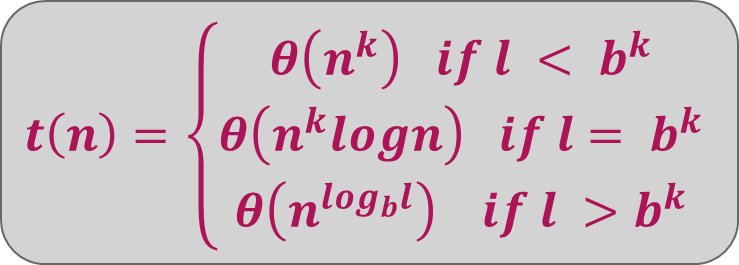 θ(n^k) if l < b^k
t(n) = { θ(n^k logn) if l = b^k
θ(n^{log_b l}) if l > b^k